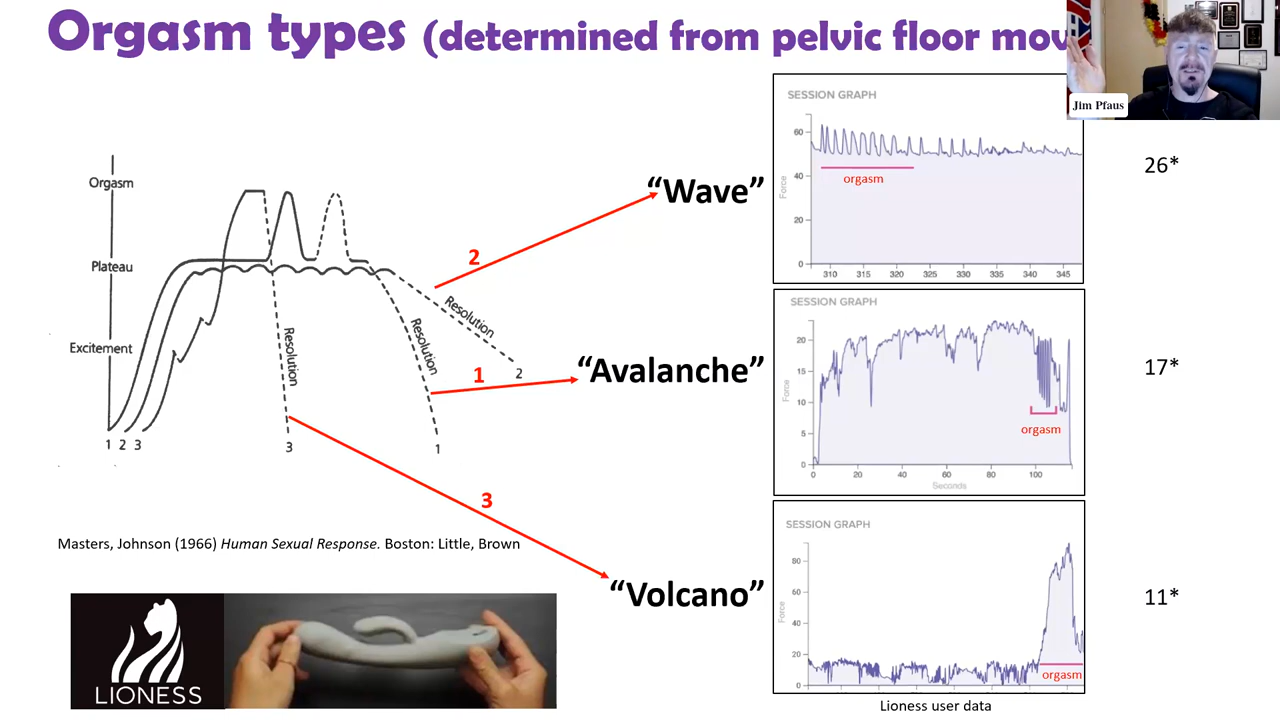 Orgasm types (determined from pelvic floor mov
Jim Pfaus
Orgasm
Plateau
Excitement
Resolution
Resolution
Resolution
1 2 3
3
1
2
2
1
3
Masters, Johnson (1966) Human Sexual Response. Boston: Little, Brown
LIONESS
“Wave”
SESSION GRAPH
Force
60
40
20
0
orgasm
310 315 320 325 330 335 340 345
26*
“Avalanche”
SESSION GRAPH
Force
20
15
10
5
0
orgasm
0 20 40 60 80 100
Seconds
17*
“Volcano”
SESSION GRAPH
Force
80
60
40
20
0
orgasm
11*
Lioness user data